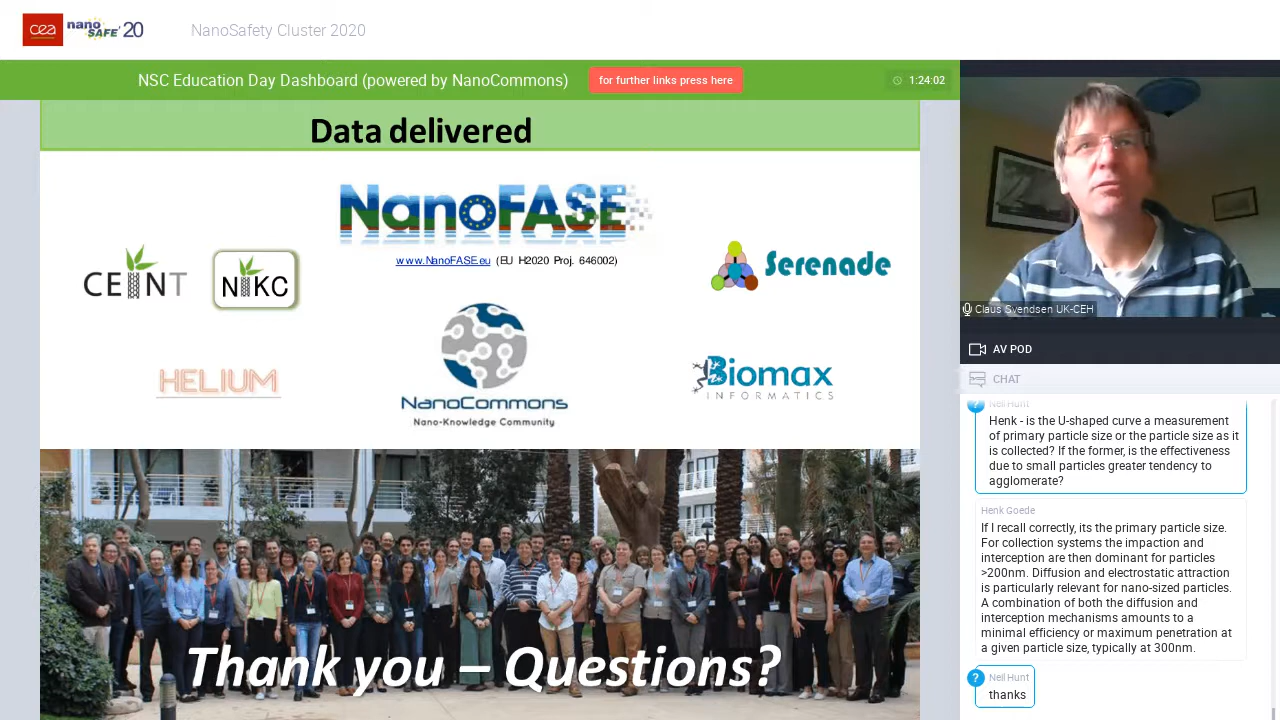 cea nano SAFE' 20
NanoSafety Cluster 2020
NSC Education Day Dashboard (powered by NanoCommons)
for further links press here
1:24:02
Data delivered
NanoFASE
www.NanoFASE.eu (EU H2020 Proj. 646002)
CEINT
NIKC
Serenade
HELIUM
NanoCommons
Nano-Knowledge Community
Biomax
INFORMATICS
Thank you – Questions?
Claus Svendsen UK-CEH
AV POD
CHAT
? Neil Hunt
Henk - is the U-shaped curve a measurement
of primary particle size or the particle size as it
is collected? If the former, is the effectiveness
due to small particles greater tendency to
agglomerate?
Henk Goede
If I recall correctly, its the primary particle size.
For collection systems the impaction and
interception are then dominant for particles
>200nm. Diffusion and electrostatic attraction
is particularly relevant for nano-sized particles.
A combination of both the diffusion and
interception mechanisms amounts to a
minimal efficiency or maximum penetration at
a given particle size, typically at 300nm.
? Neil Hunt
thanks